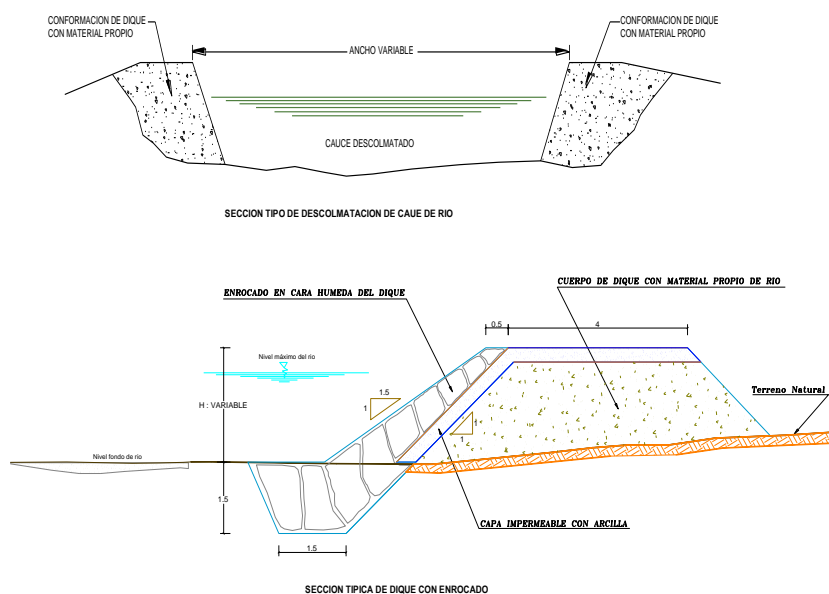 CONFORMACION DE DIQUE
CON MATERIAL PROPIO
CONFORMACION DE DIQUE
CON MATERIAL PROPIO
ANCHO VARIABLE
CAUCE DESCOLMATADO
SECCION TIPO DE DESCOLMATACION DE CAUE DE RIO
ENROCADO EN CARA HUMEDA DEL DIQUE
CUERPO DE DIQUE CON MATERIAL PROPIO DE RIO
0.5
4
Nivel máximo del rio
1.5
1
H : VARIABLE
Terreno Natural
1
1
Nivel fondo de rio
1.5
CAPA IMPERMEABLE CON ARCILLA
1.5
SECCION TIPICA DE DIQUE CON ENROCADO